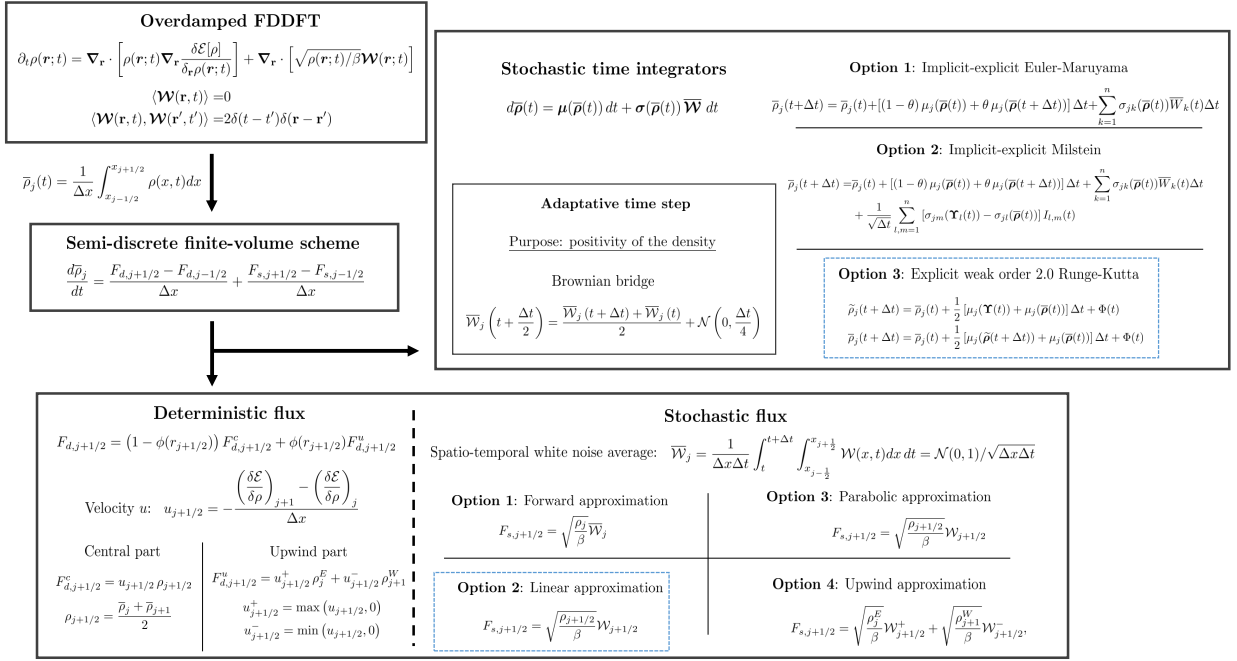 Overdamped FDDFT
∂_t ρ(r; t) = ∇_r · [ρ(r; t)∇_r δℰ[ρ]/δ_r ρ(r; t)] + ∇_r · [√(ρ(r; t)/β) 𝓦(r; t)]
⟨𝓦(r, t)⟩ =0
⟨𝓦(r, t), 𝓦(r′, t′)⟩ =2δ(t − t′)δ(r − r′)
ρ̅_j(t) = 1/Δx ∫_{x_{j−1/2}}^{x_{j+1/2}} ρ(x, t)dx
Semi-discrete finite-volume scheme
dρ̅_j/dt = (F_{d,j+1/2} − F_{d,j−1/2})/Δx + (F_{s,j+1/2} − F_{s,j−1/2})/Δx
Stochastic time integrators
dρ̅(t) = μ(ρ̅(t)) dt + σ(ρ̅(t)) 𝓦̅ dt
Adaptative time step
Purpose: positivity of the density
Brownian bridge
𝒲̅_j (t + Δt/2) = (𝒲̅_j (t + Δt) + 𝒲̅_j (t))/2 + 𝒩 (0, Δt/4)
Option 1: Implicit-explicit Euler-Maruyama
ρ̅_j(t+Δt) = ρ̅_j(t)+[(1 − θ) μ_j(ρ̅(t)) + θ μ_j(ρ̅(t + Δt))] Δt+∑_{k=1}^{n} σ_{jk}(ρ̅(t))W̅_k(t)Δt
Option 2: Implicit-explicit Milstein
ρ̅_j(t + Δt) =ρ̅_j(t) + [(1 − θ) μ_j(ρ̅(t)) + θ μ_j(ρ̅(t + Δt))] Δt + ∑_{k=1}^{n} σ_{jk}(ρ̅(t))W̅_k(t)Δt
+ 1/√Δt ∑_{l,m=1}^{n} [σ_{jm}(Υ_l(t)) − σ_{jl}(ρ̅(t))] I_{l,m}(t)
Option 3: Explicit weak order 2.0 Runge-Kutta
ρ̃_j(t + Δt) = ρ̅_j(t) + 1/2 [μ_j(Υ(t)) + μ_j(ρ̅(t))] Δt + Φ(t)
ρ̅_j(t + Δt) = ρ̅_j(t) + 1/2 [μ_j(ρ̃(t + Δt)) + μ_j(ρ̅(t))] Δt + Φ(t)
Deterministic flux
F_{d,j+1/2} = (1 − ϕ(r_{j+1/2})) F^c_{d,j+1/2} + ϕ(r_{j+1/2})F^u_{d,j+1/2}
Velocity u: u_{j+1/2} = −((δℰ/δρ)_{j+1} − (δℰ/δρ)_j)/Δx
Central part
F^c_{d,j+1/2} = u_{j+1/2} ρ_{j+1/2}
ρ_{j+1/2} = (ρ̅_j + ρ̅_{j+1})/2
Upwind part
F^u_{d,j+1/2} = u^+_{j+1/2} ρ^E_j + u^−_{j+1/2} ρ^W_{j+1}
u^+_{j+1/2} = max (u_{j+1/2}, 0)
u^−_{j+1/2} = min (u_{j+1/2}, 0)
Stochastic flux
Spatio-temporal white noise average: 𝒲̅_j = 1/(ΔxΔt) ∫_t^{t+Δt} ∫_{x_{j−1/2}}^{x_{j+1/2}} 𝒲(x, t)dx dt = 𝒩(0, 1)/√(ΔxΔt)
Option 1: Forward approximation
F_{s,j+1/2} = √(ρ_j/β) 𝒲̅_j
Option 3: Parabolic approximation
F_{s,j+1/2} = √(ρ_{j+1/2}/β) 𝒲_{j+1/2}
Option 2: Linear approximation
F_{s,j+1/2} = √(ρ_{j+1/2}/β) 𝒲_{j+1/2}
Option 4: Upwind approximation
F_{s,j+1/2} = √(ρ^E_j/β) 𝒲^+_{j+1/2} + √(ρ^W_{j+1}/β) 𝒲^−_{j+1/2},